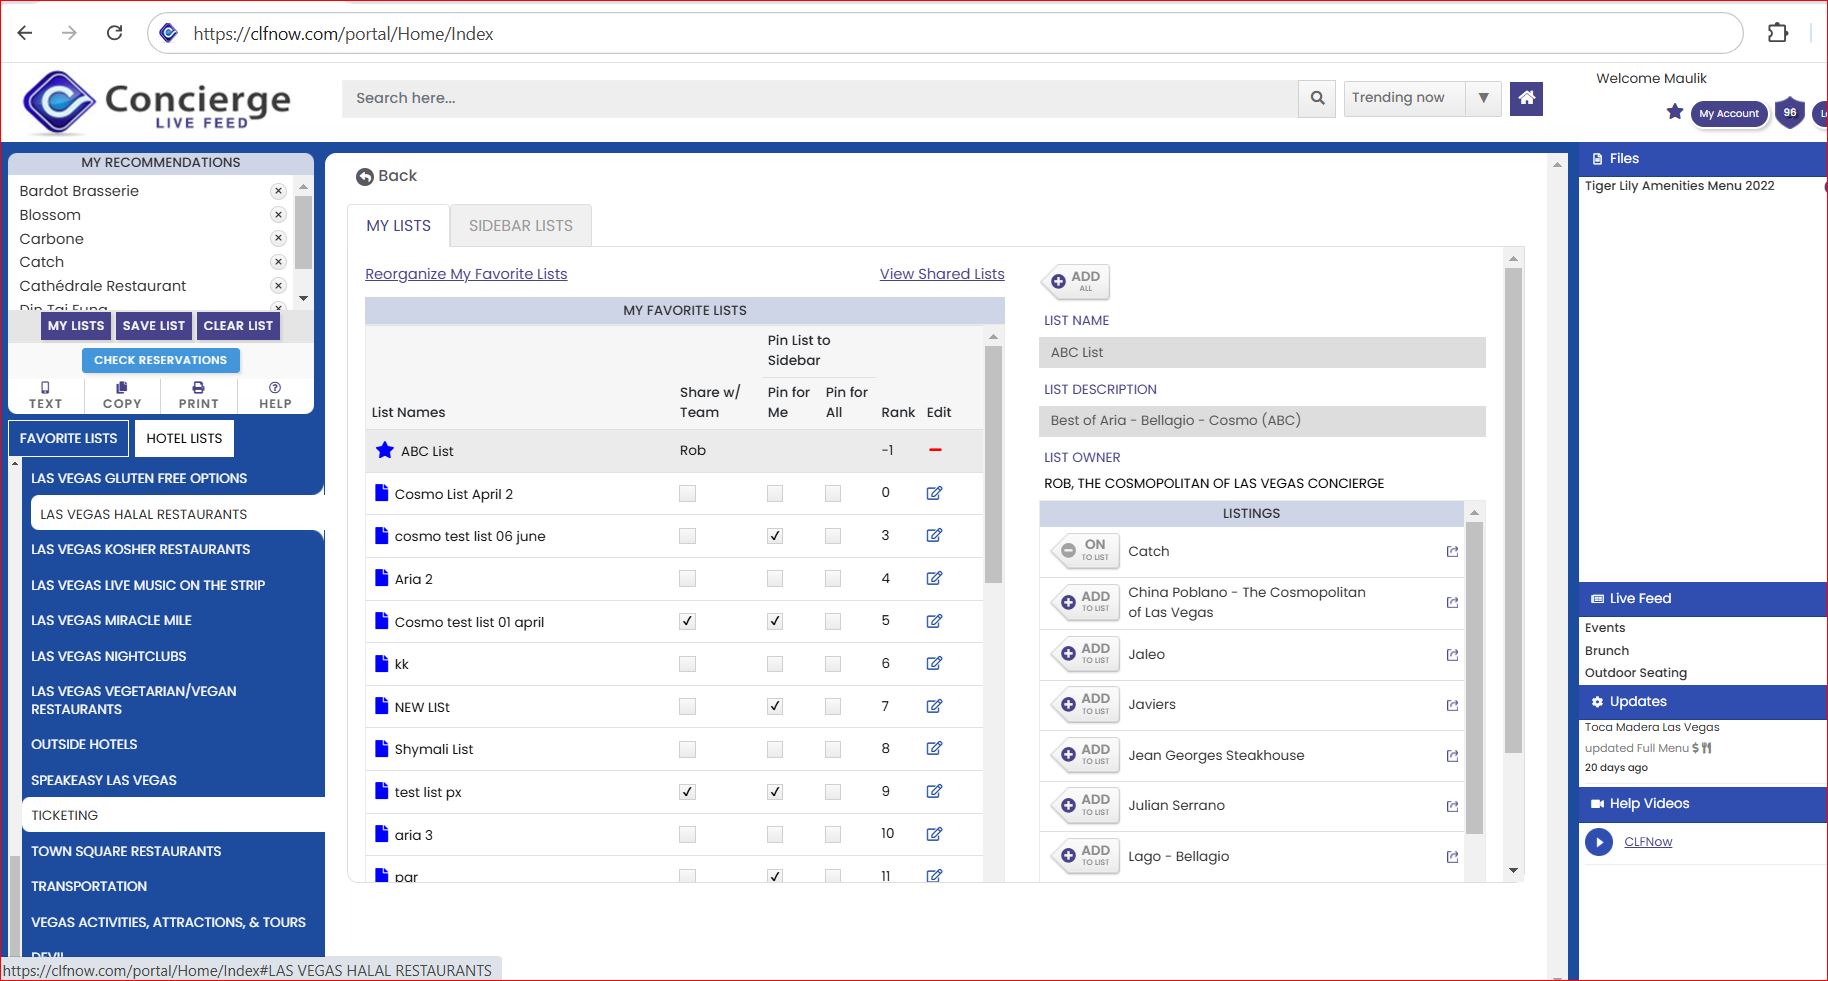 https://clfnow.com/portal/Home/Index
Concierge
LIVE FEED
Search here...
Trending now
Welcome Maulik
My Account
96
MY RECOMMENDATIONS
Bardot Brasserie
Blossom
Carbone
Catch
Cathédrale Restaurant
Din Tai Fung
MY LISTS
SAVE LIST
CLEAR LIST
CHECK RESERVATIONS
TEXT
COPY
PRINT
HELP
FAVORITE LISTS
HOTEL LISTS
LAS VEGAS GLUTEN FREE OPTIONS
LAS VEGAS HALAL RESTAURANTS
LAS VEGAS KOSHER RESTAURANTS
LAS VEGAS LIVE MUSIC ON THE STRIP
LAS VEGAS MIRACLE MILE
LAS VEGAS NIGHTCLUBS
LAS VEGAS VEGETARIAN/VEGAN
RESTAURANTS
OUTSIDE HOTELS
SPEAKEASY LAS VEGAS
TICKETING
TOWN SQUARE RESTAURANTS
TRANSPORTATION
VEGAS ACTIVITIES, ATTRACTIONS, & TOURS
https://clfnow.com/portal/Home/Index#LAS VEGAS HALAL RESTAURANTS
Back
MY LISTS
SIDEBAR LISTS
Reorganize My Favorite Lists
View Shared Lists
MY FAVORITE LISTS
Pin List to
Sidebar
Share w/ Pin for Pin for
List Names Team Me All Rank Edit
ABC List Rob -1
Cosmo List April 2 0
cosmo test list 06 june 3
Aria 2 4
Cosmo test list 01 april 5
kk 6
NEW LISt 7
Shymali List 8
test list px 9
aria 3 10
par 11
ADD
ALL
LIST NAME
ABC List
LIST DESCRIPTION
Best of Aria - Bellagio - Cosmo (ABC)
LIST OWNER
ROB, THE COSMOPOLITAN OF LAS VEGAS CONCIERGE
LISTINGS
ON
TO LIST
Catch
ADD
TO LIST
China Poblano - The Cosmopolitan
of Las Vegas
ADD
TO LIST
Jaleo
ADD
TO LIST
Javiers
ADD
TO LIST
Jean Georges Steakhouse
ADD
TO LIST
Julian Serrano
ADD
TO LIST
Lago - Bellagio
Files
Tiger Lily Amenities Menu 2022
Live Feed
Events
Brunch
Outdoor Seating
Updates
Toca Madera Las Vegas
updated Full Menu $
20 days ago
Help Videos
CLFNow